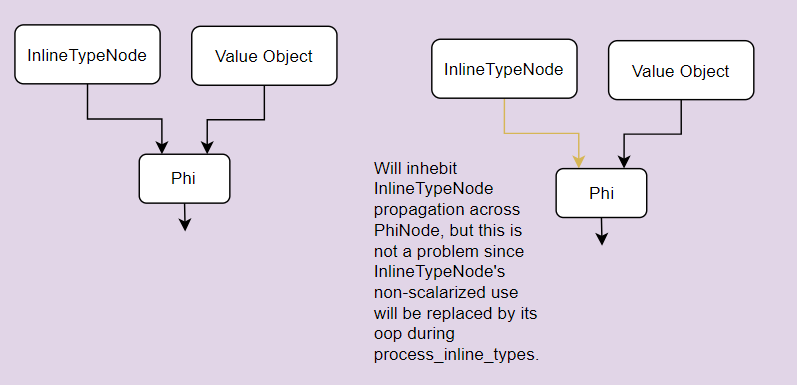 InlineTypeNode
Value Object
Phi
InlineTypeNode
Value Object
Phi
Will inhebit
InlineTypeNode
propagation across
PhiNode, but this is
not a problem since
InlineTypeNode's
non-scalarized use
will be replaced by its
oop during
process_inline_types.